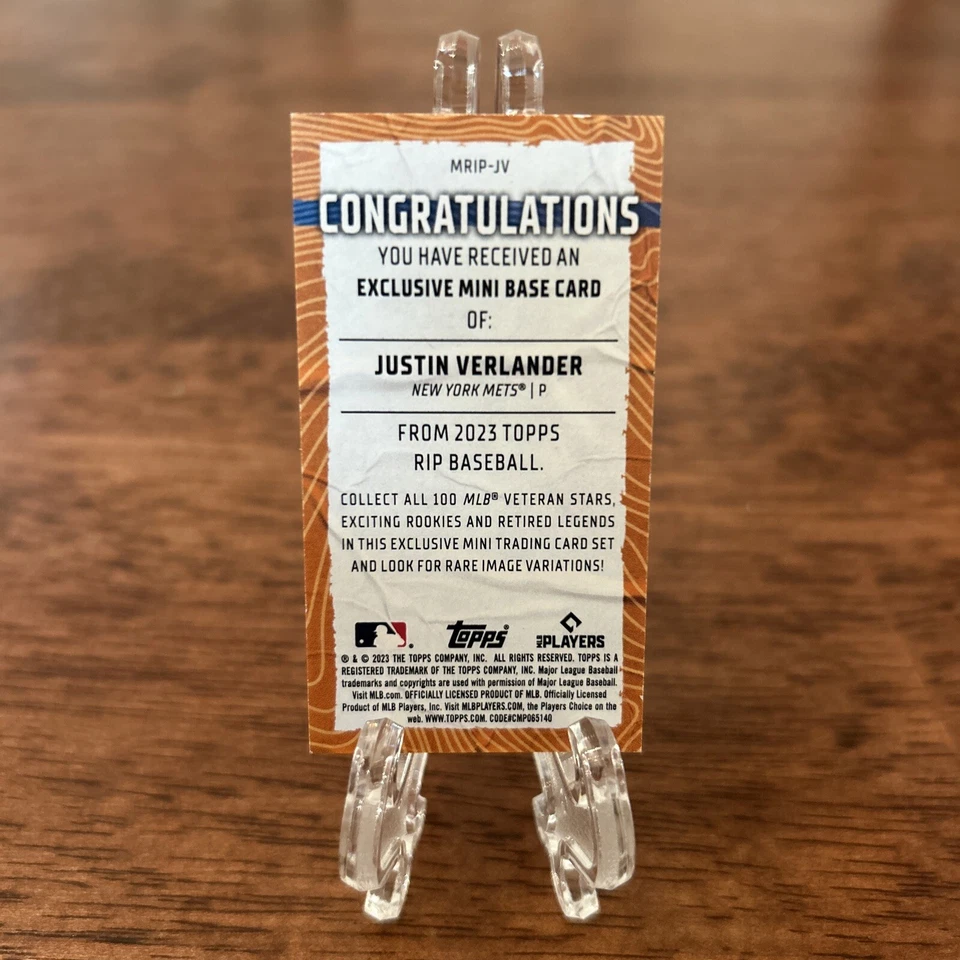 MRIP-JV
CONGRATULATIONS
YOU HAVE RECEIVED AN
EXCLUSIVE MINI BASE CARD
OF:
JUSTIN VERLANDER
NEW YORK METS® | P
FROM 2023 TOPPS
RIP BASEBALL.
COLLECT ALL 100 MLB® VETERAN STARS,
EXCITING ROOKIES AND RETIRED LEGENDS
IN THIS EXCLUSIVE MINI TRADING CARD SET
AND LOOK FOR RARE IMAGE VARIATIONS!
Topps® MLB PLAYERS
® & © 2023 THE TOPPS COMPANY, INC. ALL RIGHTS RESERVED. TOPPS IS A
REGISTERED TRADEMARK OF THE TOPPS COMPANY, INC. Major League Baseball
trademarks and copyrights are used with permission of Major League Baseball.
Visit MLB.com. OFFICIALLY LICENSED PRODUCT OF MLB. Officially Licensed
Product of MLB Players, Inc. Visit MLBPLAYERS.COM, the Players Choice on the
web. WWW.TOPPS.COM. CODE#CMP085140